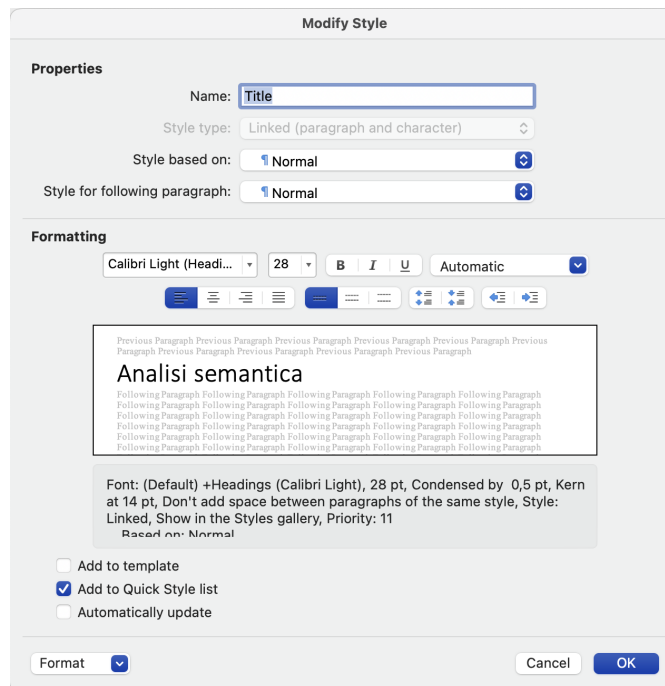 Modify Style
Properties
Name: Title
Style type: Linked (paragraph and character)
Style based on: ¶ Normal
Style for following paragraph: ¶ Normal
Formatting
Calibri Light (Headi... 28 B I U Automatic
Previous Paragraph Previous Paragraph Previous Paragraph Previous Paragraph Previous Paragraph Previous
Paragraph Previous Paragraph Previous Paragraph Previous Paragraph Previous Paragraph
Analisi semantica
Following Paragraph Following Paragraph Following Paragraph Following Paragraph Following Paragraph
Following Paragraph Following Paragraph Following Paragraph Following Paragraph Following Paragraph
Following Paragraph Following Paragraph Following Paragraph Following Paragraph Following Paragraph
Following Paragraph Following Paragraph Following Paragraph Following Paragraph Following Paragraph
Following Paragraph Following Paragraph Following Paragraph Following Paragraph Following Paragraph
Following Paragraph Following Paragraph Following Paragraph Following Paragraph Following Paragraph
Font: (Default) +Headings (Calibri Light), 28 pt, Condensed by 0,5 pt, Kern
at 14 pt, Don't add space between paragraphs of the same style, Style:
Linked, Show in the Styles gallery, Priority: 11
Based on: Normal
Add to template
Add to Quick Style list
Automatically update
Format Cancel OK